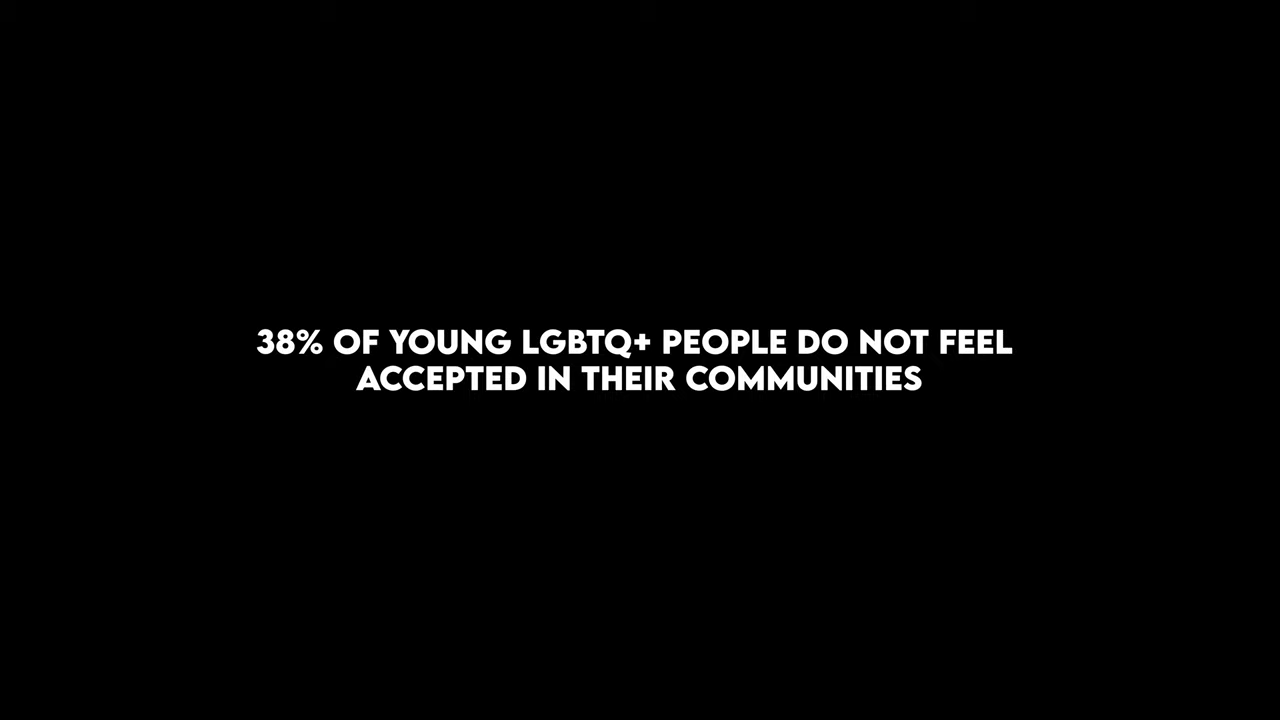 38% OF YOUNG LGBTQ+ PEOPLE DO NOT FEEL
ACCEPTED IN THEIR COMMUNITIES